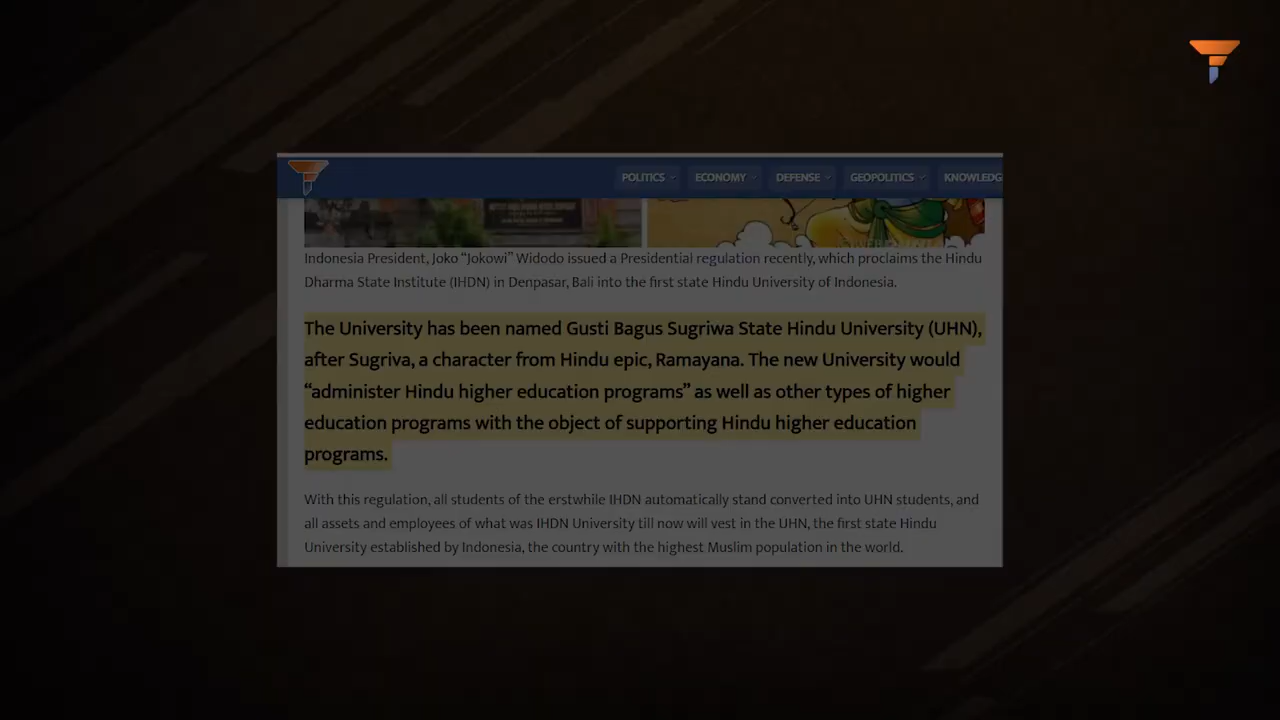 POLITICS ECONOMY DEFENSE GEOPOLITICS KNOWLEDG
Indonesia President, Joko “Jokowi” Widodo issued a Presidential regulation recently, which proclaims the Hindu
Dharma State Institute (IHDN) in Denpasar, Bali into the first state Hindu University of Indonesia.
The University has been named Gusti Bagus Sugriwa State Hindu University (UHN),
after Sugriva, a character from Hindu epic, Ramayana. The new University would
“administer Hindu higher education programs” as well as other types of higher
education programs with the object of supporting Hindu higher education
programs.
With this regulation, all students of the erstwhile IHDN automatically stand converted into UHN students, and
all assets and employees of what was IHDN University till now will vest in the UHN, the first state Hindu
University established by Indonesia, the country with the highest Muslim population in the world.